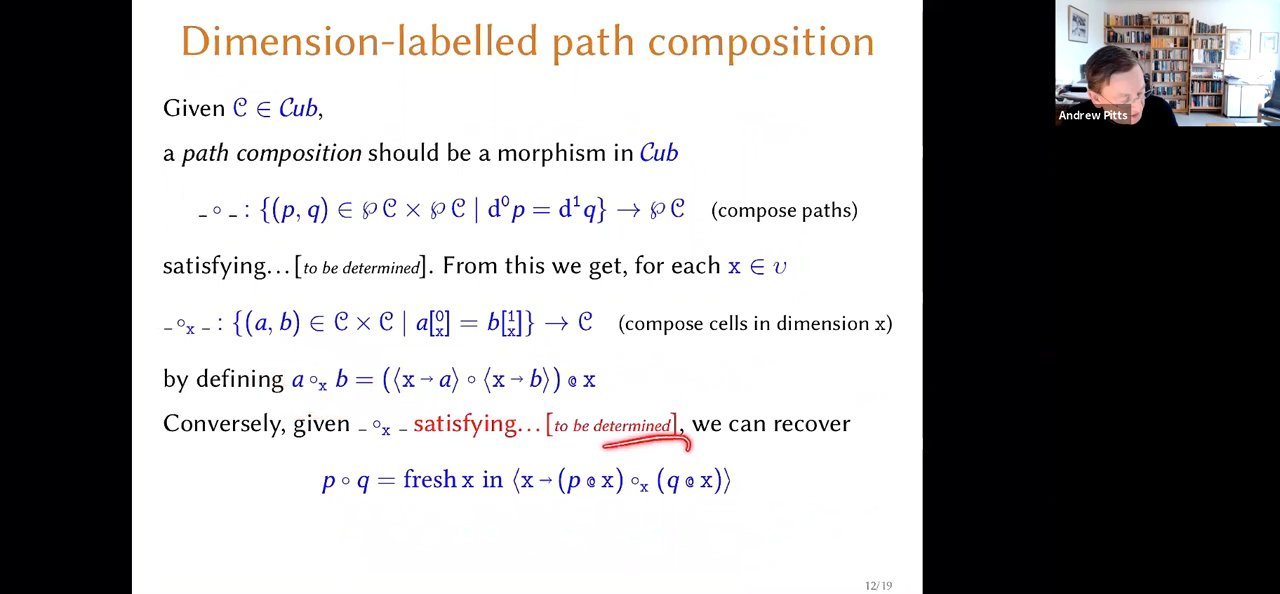 Dimension-labelled path composition
Given 𝒞 ∈ 𝒞ub,
a path composition should be a morphism in 𝒞ub
_ ∘ _ : {(p, q) ∈ ℘ 𝒞 × ℘ 𝒞 | d⁰p = d¹q} → ℘ 𝒞 (compose paths)
satisfying…[to be determined]. From this we get, for each x ∈ υ
_ ∘ₓ _ : {(a, b) ∈ 𝒞 × 𝒞 | a[0/x] = b[1/x]} → 𝒞 (compose cells in dimension x)
by defining a ∘ₓ b = (⟨x → a⟩ ∘ ⟨x → b⟩) @ x
Conversely, given _ ∘ₓ _ satisfying…[to be determined], we can recover
p ∘ q = fresh x in ⟨x → (p @ x) ∘ₓ (q @ x)⟩
12/19
Andrew Pitts